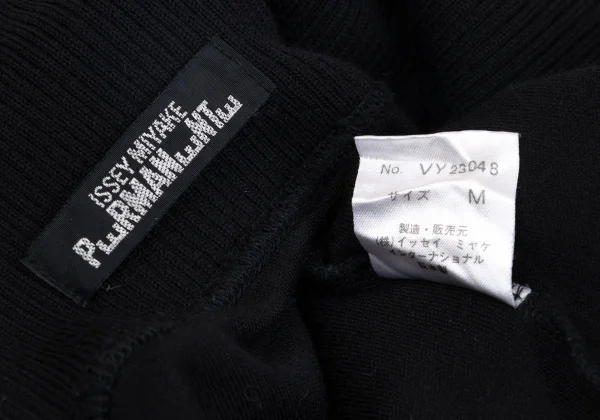 ISSEY MIYAKE
PERMANENTE
No. VY23048
サイズ M
製造・販売元
(株)イッセイ ミヤケ
インターナショナル